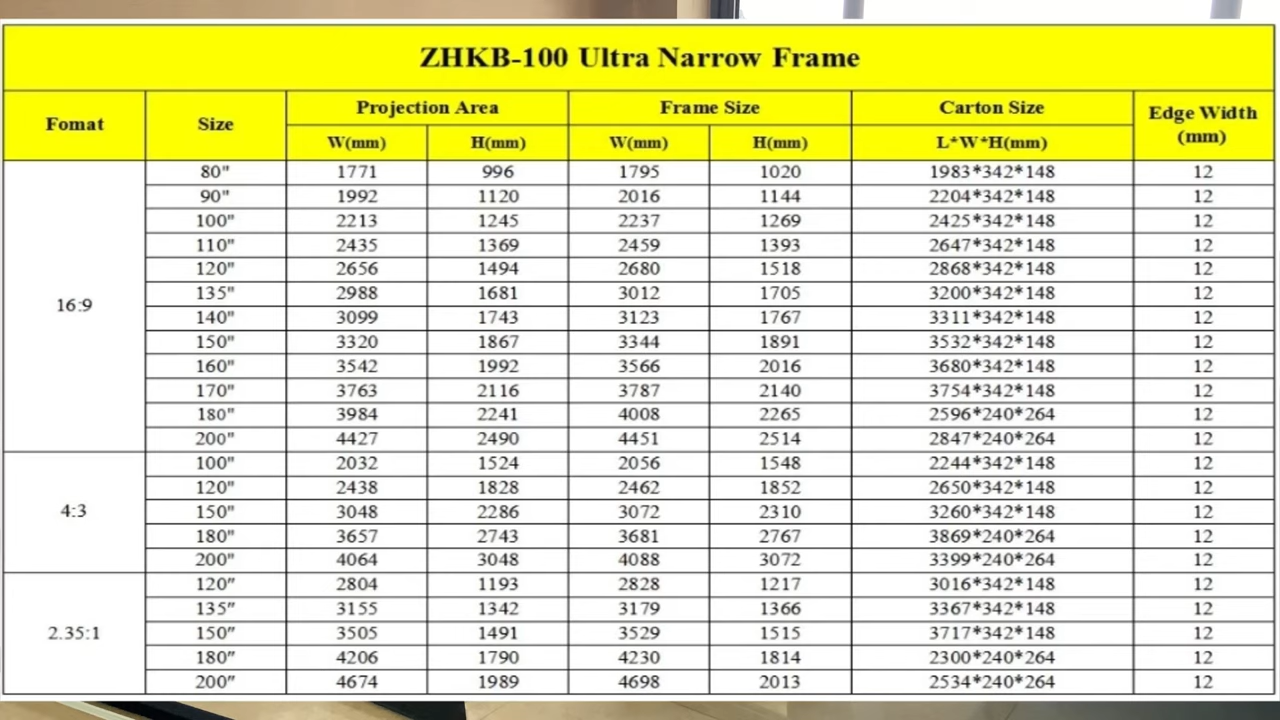 ZHKB-100 Ultra Narrow Frame
Fomat Size Projection Area Frame Size Carton Size Edge Width (mm)
W(mm) H(mm) W(mm) H(mm) L*W*H(mm)
16:9
80" 1771 996 1795 1020 1983*342*148 12
90" 1992 1120 2016 1144 2204*342*148 12
100" 2213 1245 2237 1269 2425*342*148 12
110" 2435 1369 2459 1393 2647*342*148 12
120" 2656 1494 2680 1518 2868*342*148 12
135" 2988 1681 3012 1705 3200*342*148 12
140" 3099 1743 3123 1767 3311*342*148 12
150" 3320 1867 3344 1891 3532*342*148 12
160" 3542 1992 3566 2016 3680*342*148 12
170" 3763 2116 3787 2140 3754*342*148 12
180" 3984 2241 4008 2265 2596*240*264 12
200" 4427 2490 4451 2514 2847*240*264 12
4:3
100" 2032 1524 2056 1548 2244*342*148 12
120" 2438 1828 2462 1852 2650*342*148 12
150" 3048 2286 3072 2310 3260*342*148 12
180" 3657 2743 3681 2767 3869*240*264 12
200" 4064 3048 4088 3072 3399*240*264 12
2.35:1
120″ 2804 1193 2828 1217 3016*342*148 12
135″ 3155 1342 3179 1366 3367*342*148 12
150″ 3505 1491 3529 1515 3717*342*148 12
180″ 4206 1790 4230 1814 2300*240*264 12
200″ 4674 1989 4698 2013 2534*240*264 12